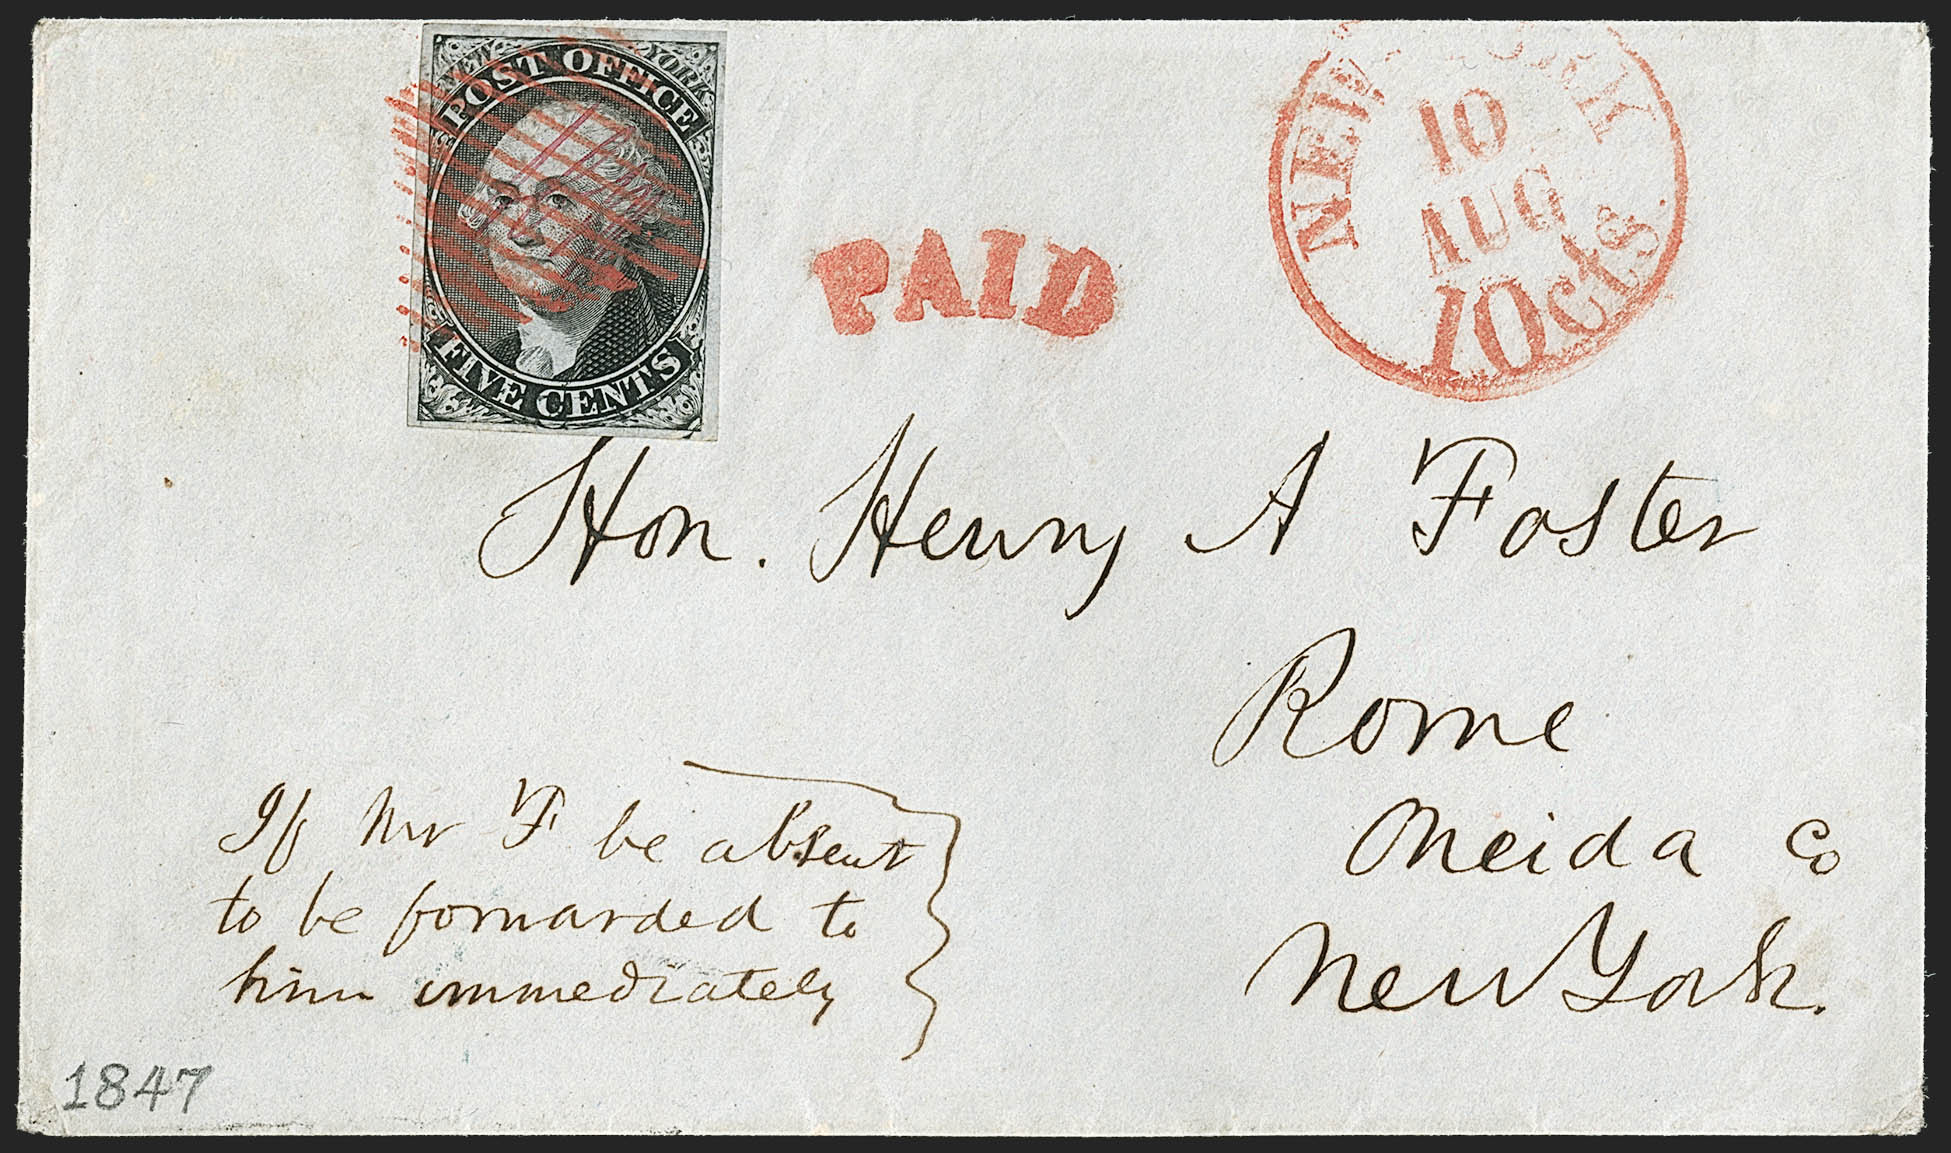 NEW YORK
POST OFFICE
FIVE CENTS
PAID
NEW YORK
10
AUG
10cts.
Hon. Henry A Foster
Rome
Oneida Co
New York.
If Mr F be absent
to be forwarded to
him immediately
1847